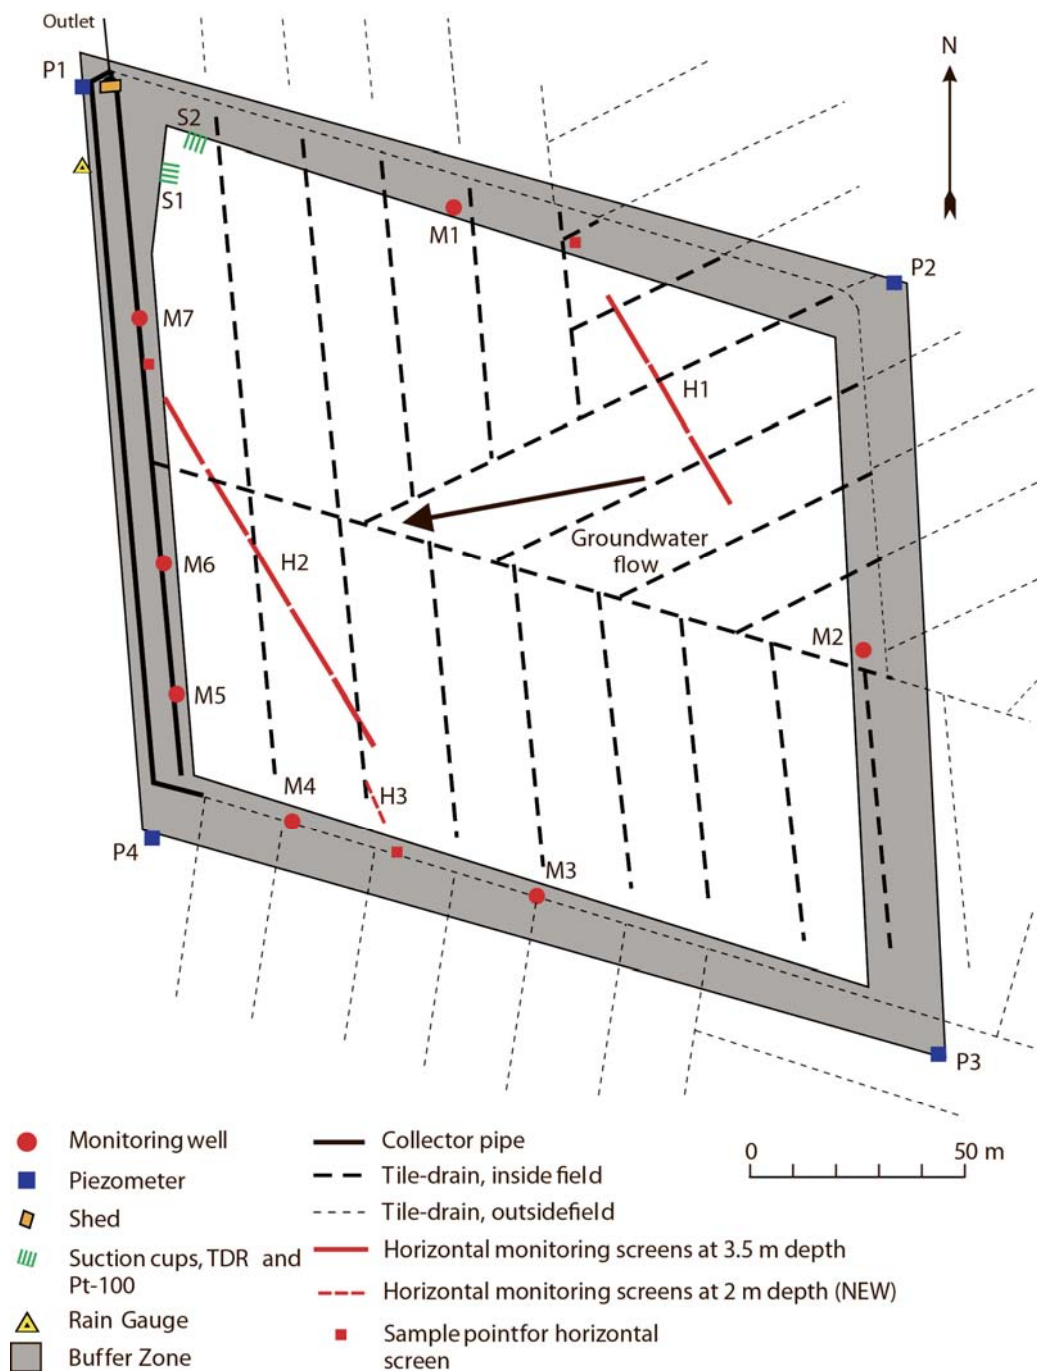 Outlet
P1
N
S2
S1
M1
P2
M7
H1
Groundwater
flow
H2
M6
M2
M5
M4
H3
P4
M3
P3
Monitoring well
Piezometer
Shed
Suction cups, TDR and
Pt-100
Rain Gauge
Buffer Zone
Collector pipe
Tile-drain, inside field
Tile-drain, outsidefield
Horizontal monitoring screens at 3.5 m depth
Horizontal monitoring screens at 2 m depth (NEW)
Sample pointfor horizontal
screen
0 50 m